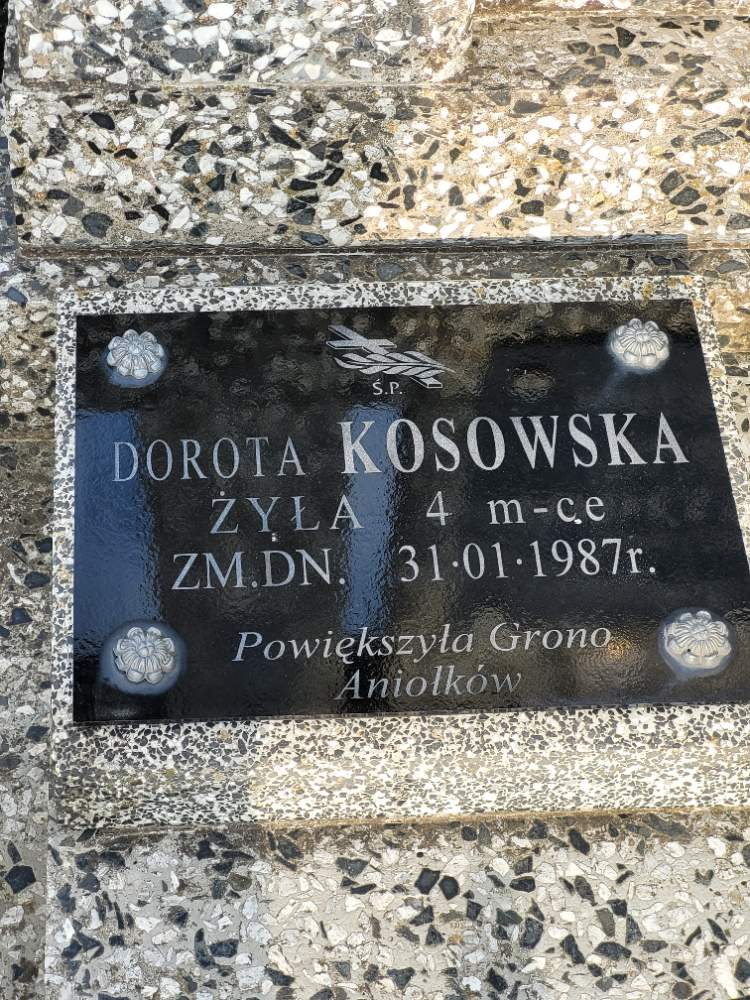 Ś.P.
DOROTA KOSOWSKA
ŻYŁA 4 m-ce
ZM.DN. 31·01·1987r.
Powiększyła Grono
Aniołków